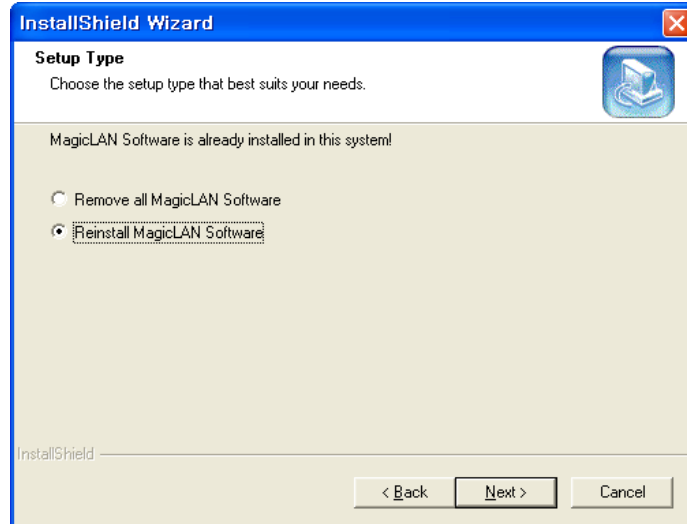 InstallShield Wizard
Setup Type
Choose the setup type that best suits your needs.
MagicLAN Software is already installed in this system!
Remove all MagicLAN Software
Reinstall MagicLAN Software
InstallShield
< Back Next > Cancel